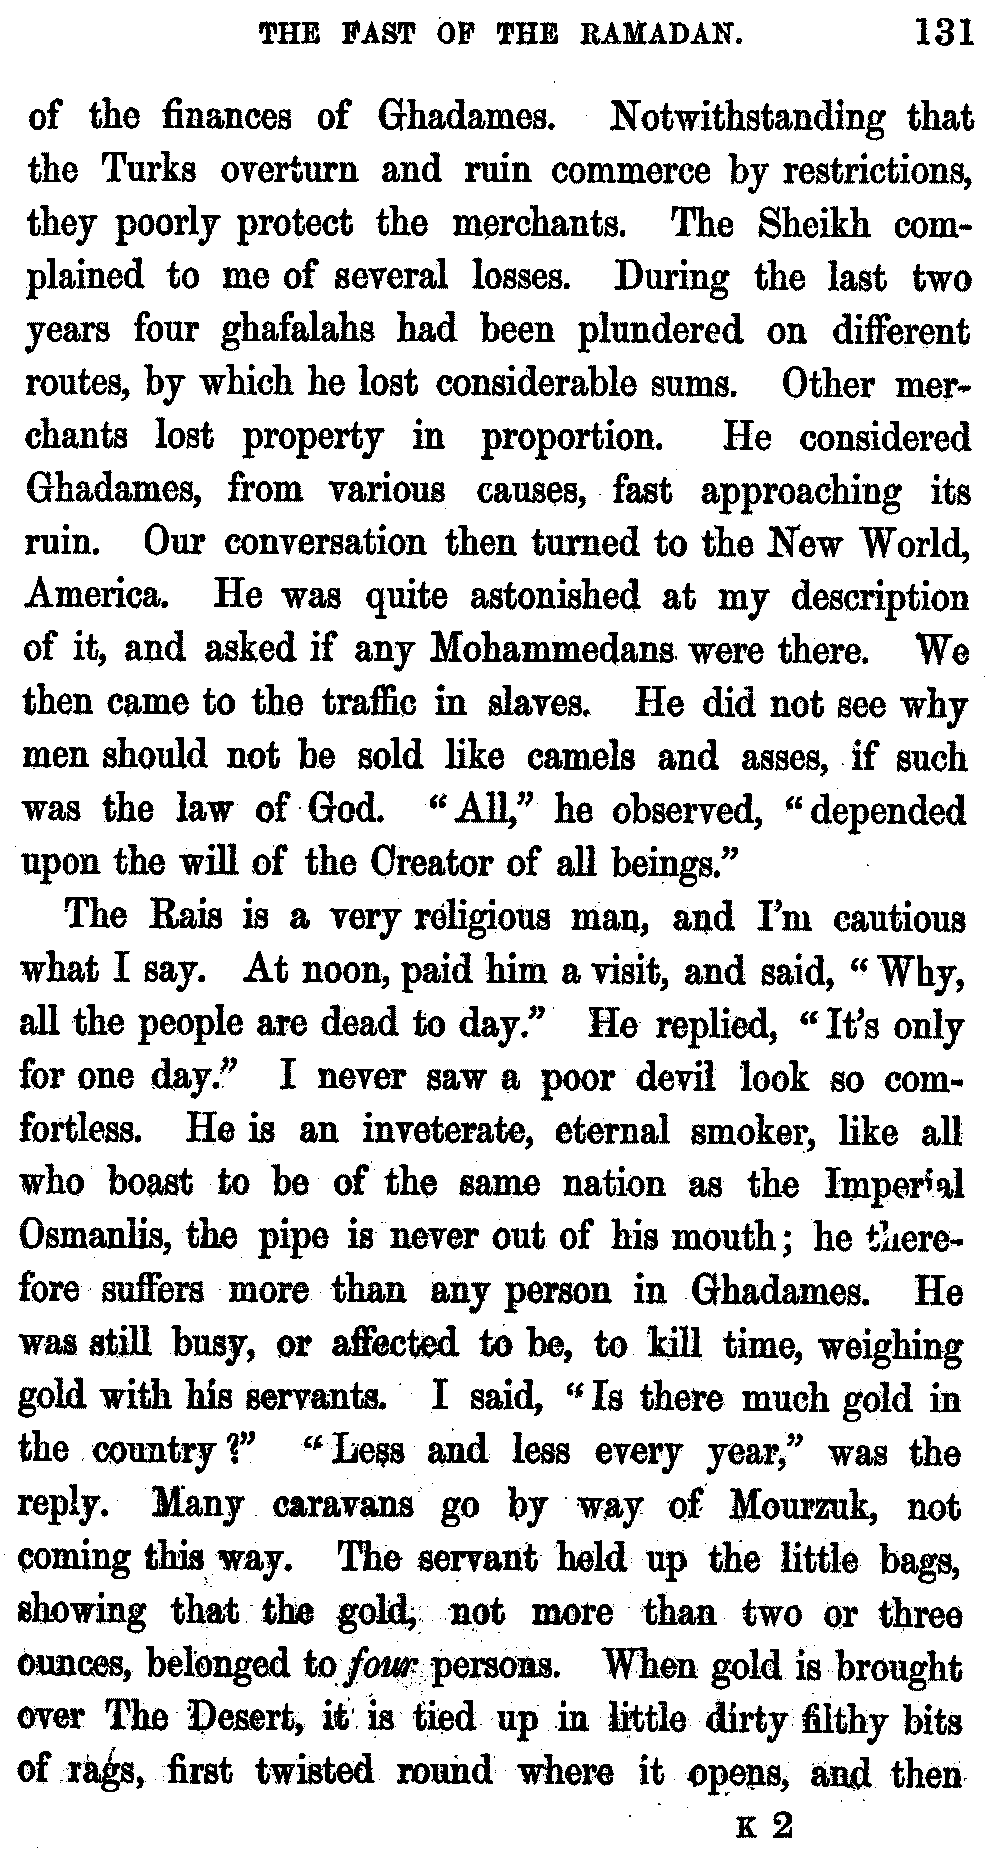 THE FAST OF THE RAMADAN. 131
of the finances of Ghadames. Notwithstanding that
the Turks overturn and ruin commerce by restrictions,
they poorly protect the merchants. The Sheikh com-
plained to me of several losses. During the last two
years four ghafalahs had been plundered on different
routes, by which he lost considerable sums. Other mer-
chants lost property in proportion. He considered
Ghadames, from various causes, fast approaching its
ruin. Our conversation then turned to the New World,
America. He was quite astonished at my description
of it, and asked if any Mohammedans were there. We
then came to the traffic in slaves. He did not see why
men should not be sold like camels and asses, if such
was the law of God. “All,” he observed, “depended
upon the will of the Creator of all beings.”
The Rais is a very religious man, and I'm cautious
what I say. At noon, paid him a visit, and said, “Why,
all the people are dead to day.” He replied, “It's only
for one day.” I never saw a poor devil look so com-
fortless. He is an inveterate, eternal smoker, like all
who boast to be of the same nation as the Imperial
Osmanlis, the pipe is never out of his mouth; he there-
fore suffers more than any person in Ghadames. He
was still busy, or affected to be, to kill time, weighing
gold with his servants. I said, “Is there much gold in
the country?” “Less and less every year,” was the
reply. Many caravans go by way of Mourzuk, not
coming this way. The servant held up the little bags,
showing that the gold, not more than two or three
ounces, belonged to four persons. When gold is brought
over The Desert, it is tied up in little dirty filthy bits
of rags, first twisted round where it opens, and then
K 2